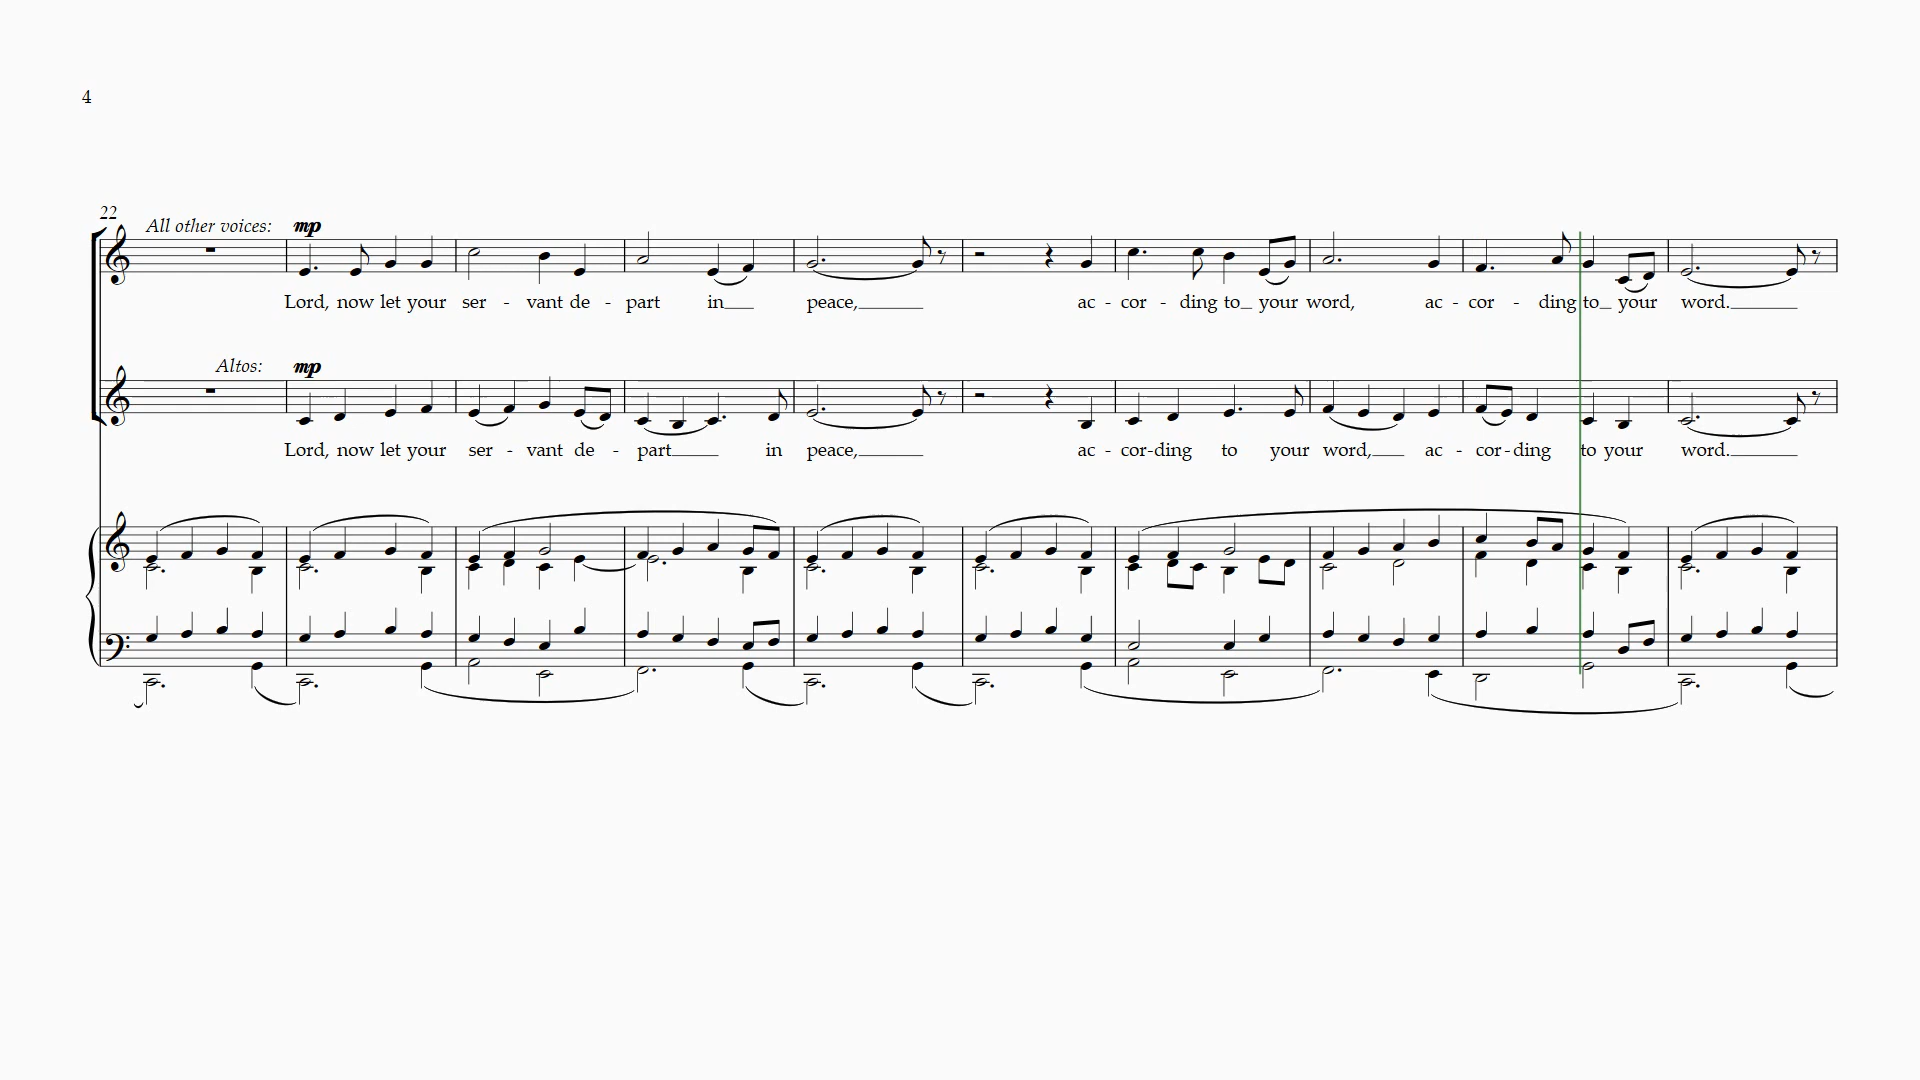 4
22
All other voices: mp
Lord, now let your ser - vant de - part in peace, ac - cor - ding to your word, ac - cor - ding to your word.
Altos: mp
Lord, now let your ser - vant de - part in peace, ac - cor-ding to your word, ac - cor-ding to your word.